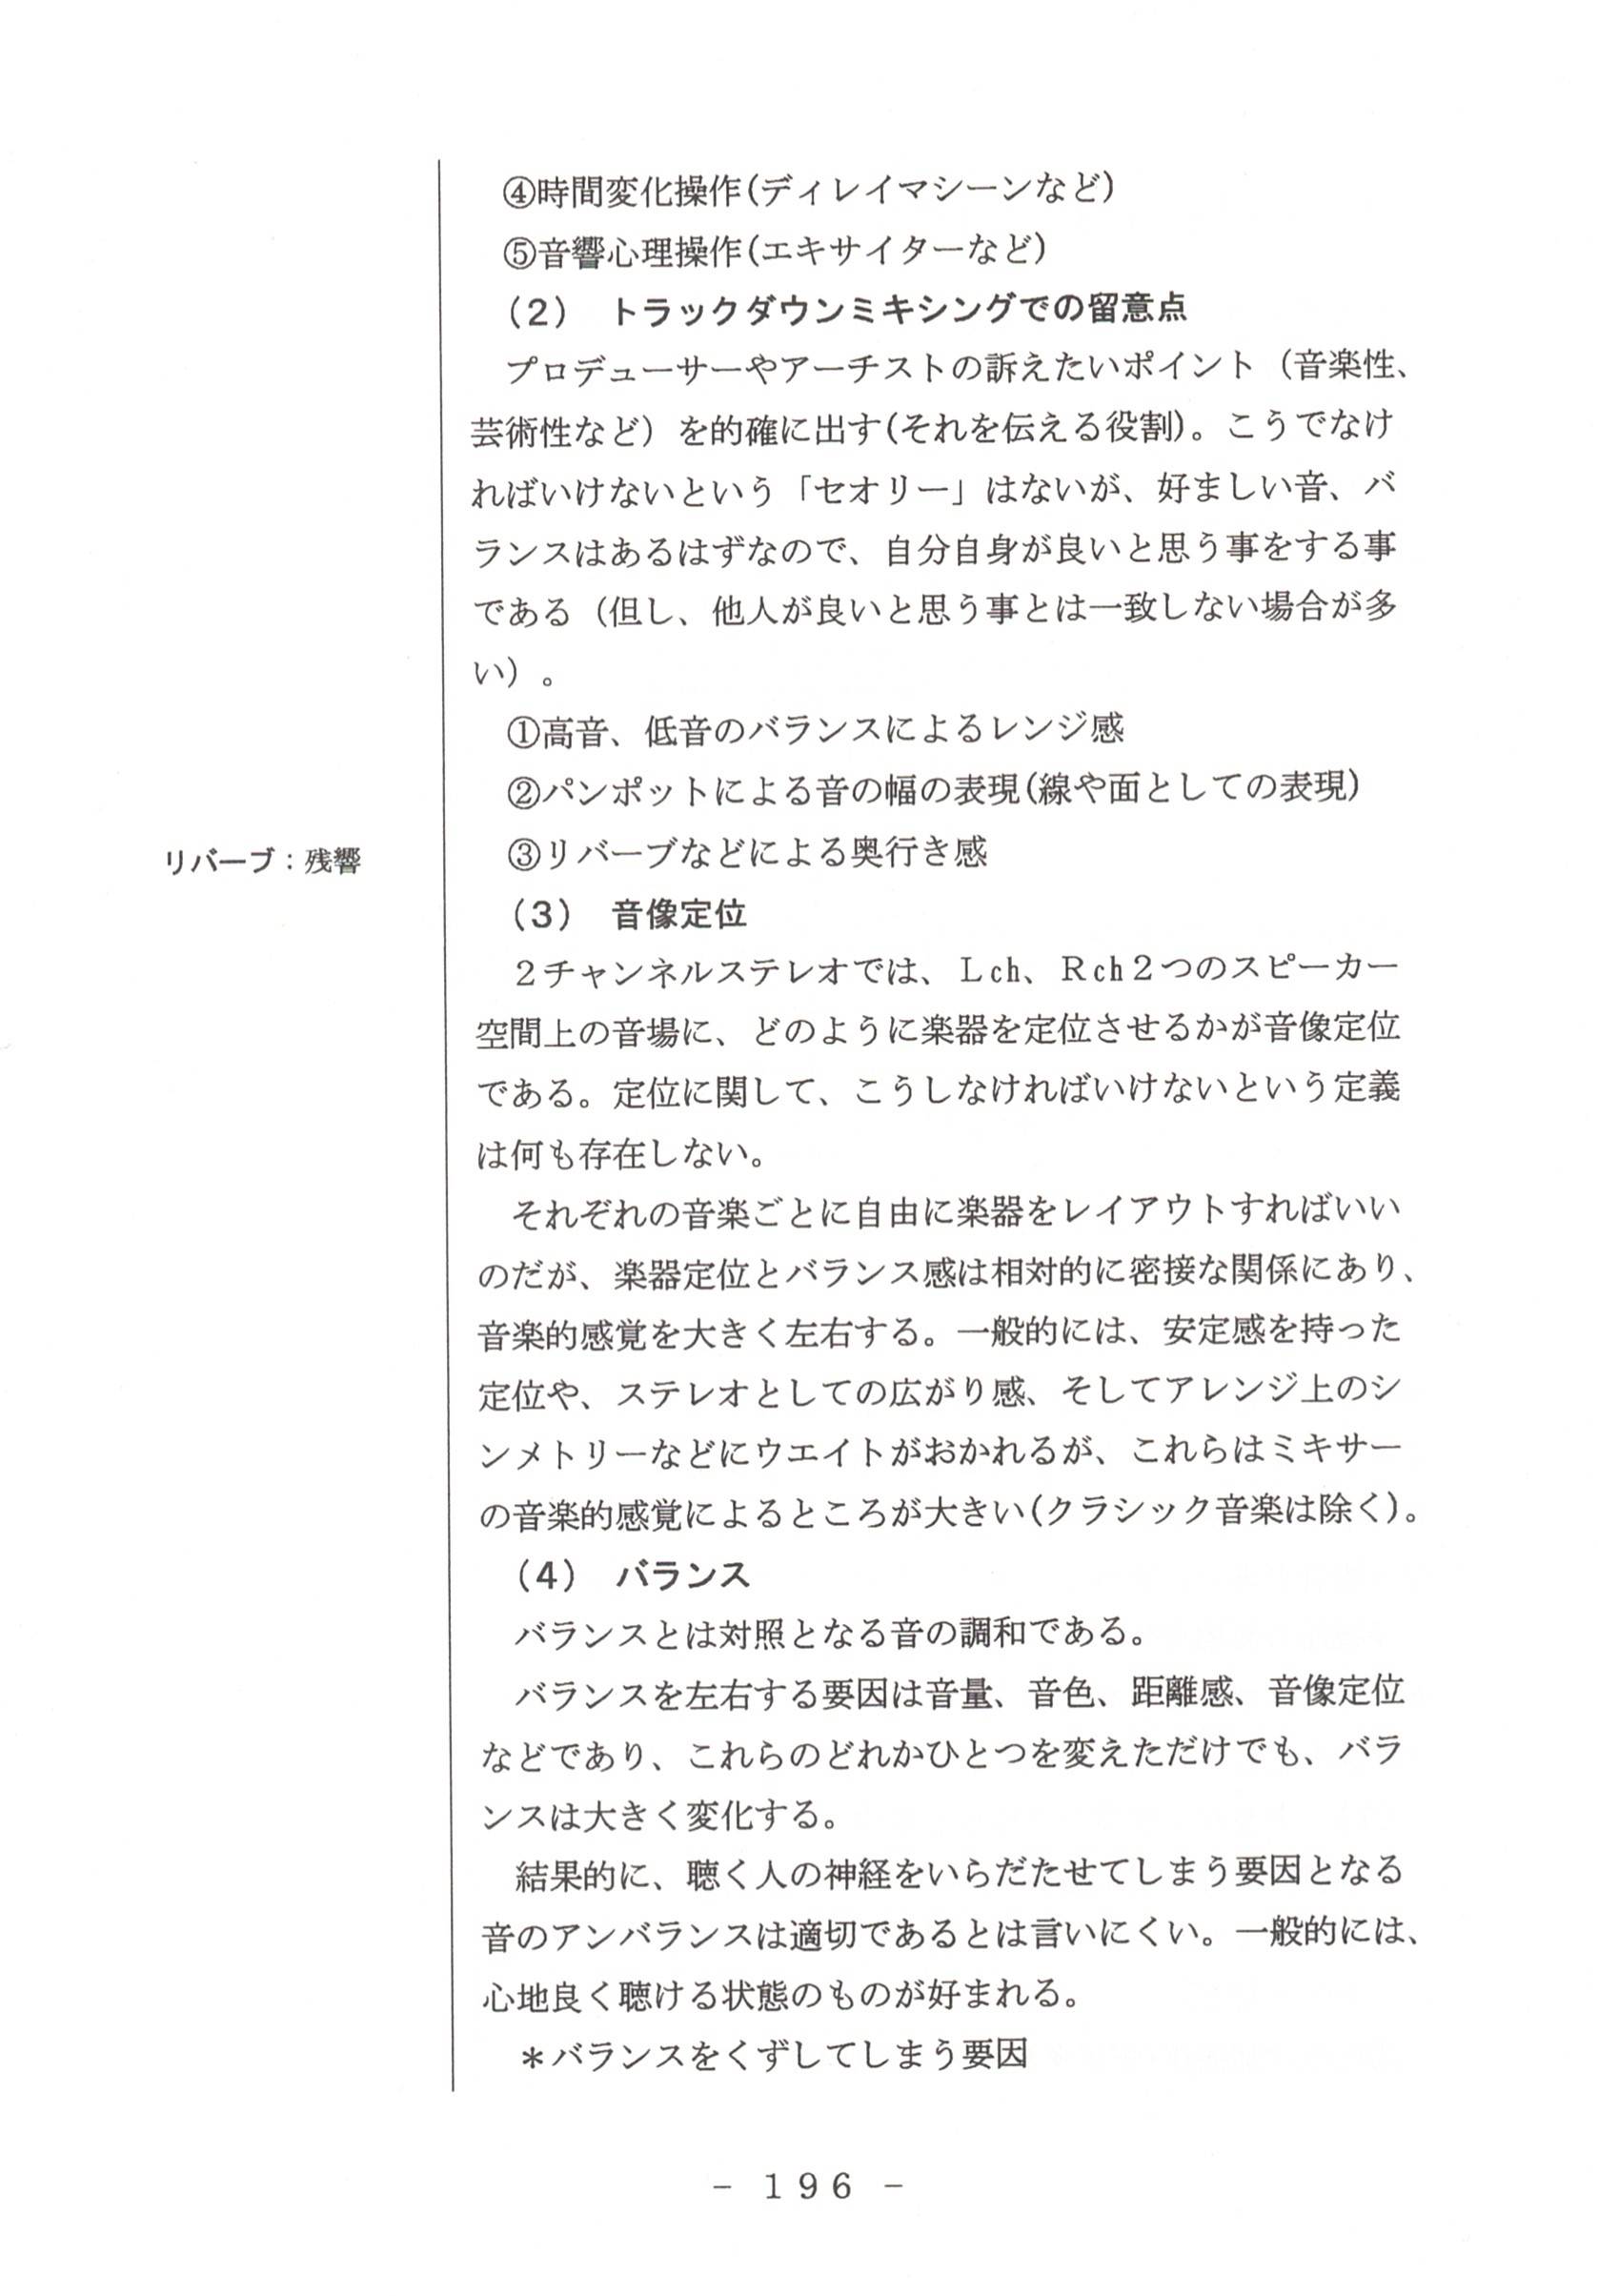 ④時間変化操作(ディレイマシーンなど)
⑤音響心理操作(エキサイターなど)
（2）　トラックダウンミキシングでの留意点
プロデューサーやアーチストの訴えたいポイント（音楽性、
芸術性など）を的確に出す(それを伝える役割)。こうでなけ
ればいけないという「セオリー」はないが、好ましい音、バ
ランスはあるはずなので、自分自身が良いと思う事をする事
である（但し、他人が良いと思う事とは一致しない場合が多
い）。
①高音、低音のバランスによるレンジ感
②パンポットによる音の幅の表現(線や面としての表現)
リバーブ：残響
③リバーブなどによる奥行き感
（3）　音像定位
２チャンネルステレオでは、Ｌch、Ｒch２つのスピーカー
空間上の音場に、どのように楽器を定位させるかが音像定位
である。定位に関して、こうしなければいけないという定義
は何も存在しない。
それぞれの音楽ごとに自由に楽器をレイアウトすればいい
のだが、楽器定位とバランス感は相対的に密接な関係にあり、
音楽的感覚を大きく左右する。一般的には、安定感を持った
定位や、ステレオとしての広がり感、そしてアレンジ上のシ
ンメトリーなどにウエイトがおかれるが、これらはミキサー
の音楽的感覚によるところが大きい(クラシック音楽は除く)。
（4）　バランス
バランスとは対照となる音の調和である。
バランスを左右する要因は音量、音色、距離感、音像定位
などであり、これらのどれかひとつを変えただけでも、バラ
ンスは大きく変化する。
結果的に、聴く人の神経をいらだたせてしまう要因となる
音のアンバランスは適切であるとは言いにくい。一般的には、
心地良く聴ける状態のものが好まれる。
＊バランスをくずしてしまう要因
－ １９６ －